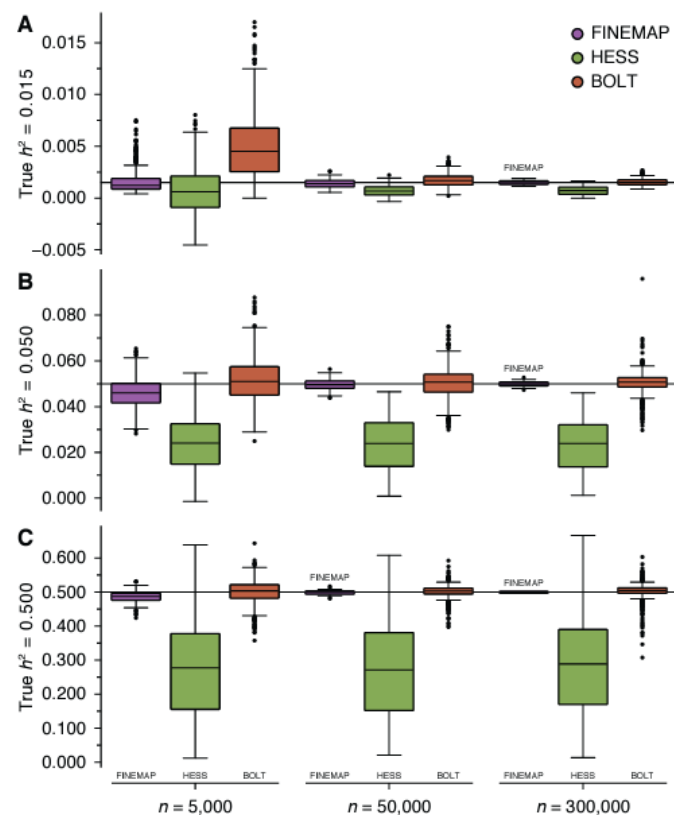 A
True h² = 0.015
0.015
0.010
0.005
0.000
−0.005
FINEMAP
HESS
BOLT
FINEMAP
B
True h² = 0.050
0.080
0.060
0.040
0.020
0.000
FINEMAP
C
True h² = 0.500
0.600
0.500
0.400
0.300
0.200
0.100
0.000
FINEMAP
FINEMAP
FINEMAP HESS BOLT FINEMAP HESS BOLT FINEMAP HESS BOLT
n = 5,000 n = 50,000 n = 300,000